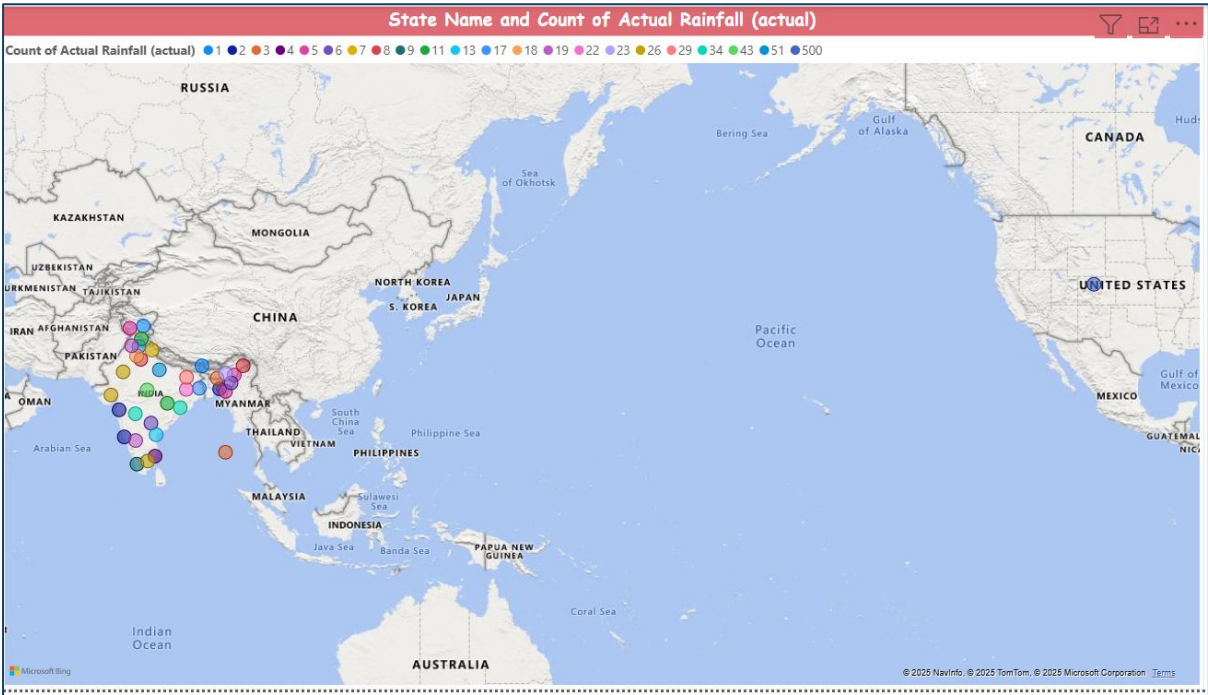 State Name and Count of Actual Rainfall (actual)
Count of Actual Rainfall (actual) 1 2 3 4 5 6 7 8 9 11 13 17 18 19 22 23 26 29 34 43 51 500
RUSSIA
Bering Sea
Gulf
of Alaska
CANADA
Huds
Sea
of Okhotsk
KAZAKHSTAN
MONGOLIA
UZBEKISTAN
URKMENISTAN
TAJIKISTAN
NORTH KOREA
S. KOREA
JAPAN
UNITED STATES
IRAN
AFGHANISTAN
CHINA
PAKISTAN
Pacific
Ocean
Gulf of
Mexico
A
OMAN
INDIA
MYANMAR
MEXICO
South
China
Sea
THAILAND
VIETNAM
Philippine Sea
PHILIPPINES
Arabian Sea
GUATEMAL
NIC
MALAYSIA
Sulawesi
Sea
INDONESIA
Java Sea
Banda Sea
PAPUA NEW
GUINEA
Coral Sea
Indian
Ocean
AUSTRALIA
Microsoft Bing
© 2025 NavInfo, © 2025 TomTom, © 2025 Microsoft Corporation Terms